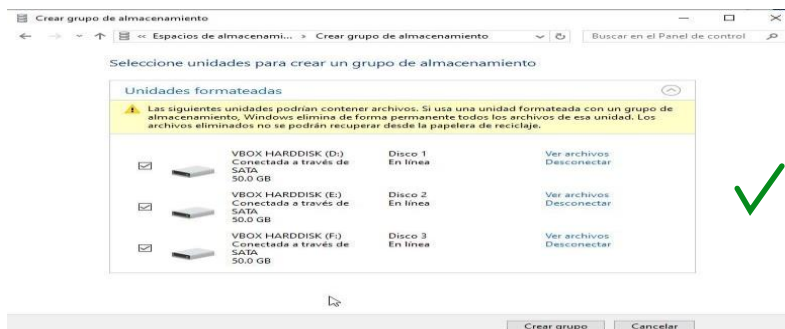 Crear grupo de almacenamiento
« Espacios de almacenami... > Crear grupo de almacenamiento
Buscar en el Panel de control
Seleccione unidades para crear un grupo de almacenamiento
Unidades formateadas
Las siguientes unidades podrían contener archivos. Si usa una unidad formateada con un grupo de
almacenamiento, Windows elimina de forma permanente todos los archivos de esa unidad. Los
archivos eliminados no se podrán recuperar desde la papelera de reciclaje.
VBOX HARDDISK (D:) Disco 1 Ver archivos
Conectada a través de En línea Desconectar
SATA
50.0 GB
VBOX HARDDISK (E:) Disco 2 Ver archivos
Conectada a través de En línea Desconectar
SATA
50.0 GB
VBOX HARDDISK (F:) Disco 3 Ver archivos
Conectada a través de En línea Desconectar
SATA
50.0 GB
Crear grupo Cancelar